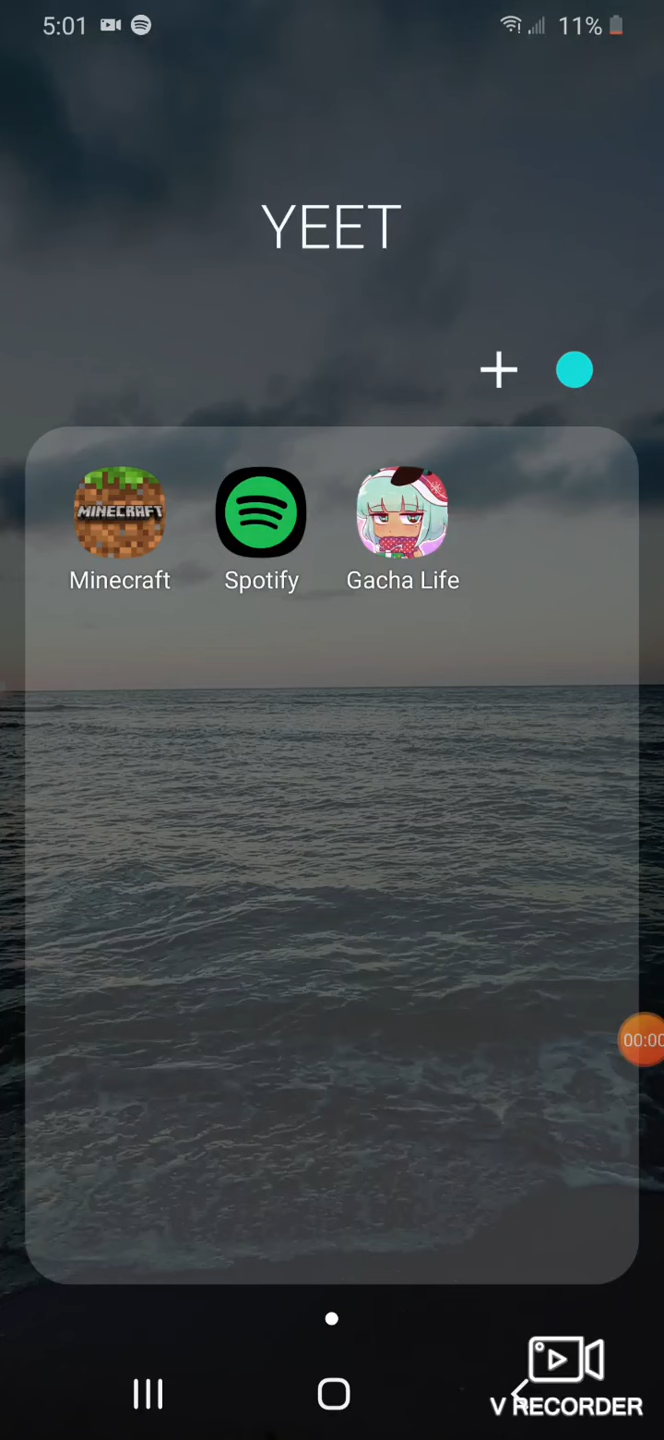 5:01 11%
YEET
MINECRAFT
Minecraft Spotify Gacha Life
00:00
V RECORDER